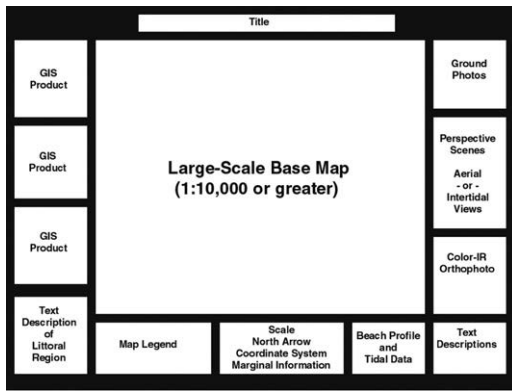 Title
GIS
Product
GIS
Product
GIS
Product
Text
Description
of
Littoral
Region
Large-Scale Base Map
(1:10,000 or greater)
Ground
Photos
Perspective
Scenes
Aerial
- or -
Intertidal
Views
Color-IR
Orthophoto
Map Legend
Scale
North Arrow
Coordinate System
Marginal Information
Beach Profile
and
Tidal Data
Text
Descriptions